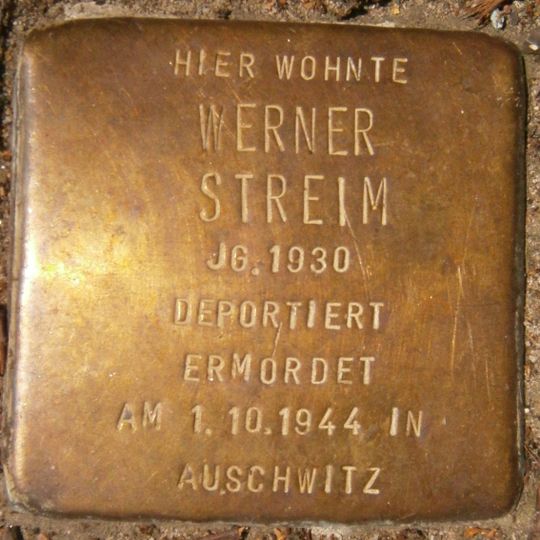 HIER WOHNTE
WERNER
STREIM
JG. 1930
DEPORTIERT
ERMORDET
AM 1. 10. 1944 IN
AUSCHWITZ